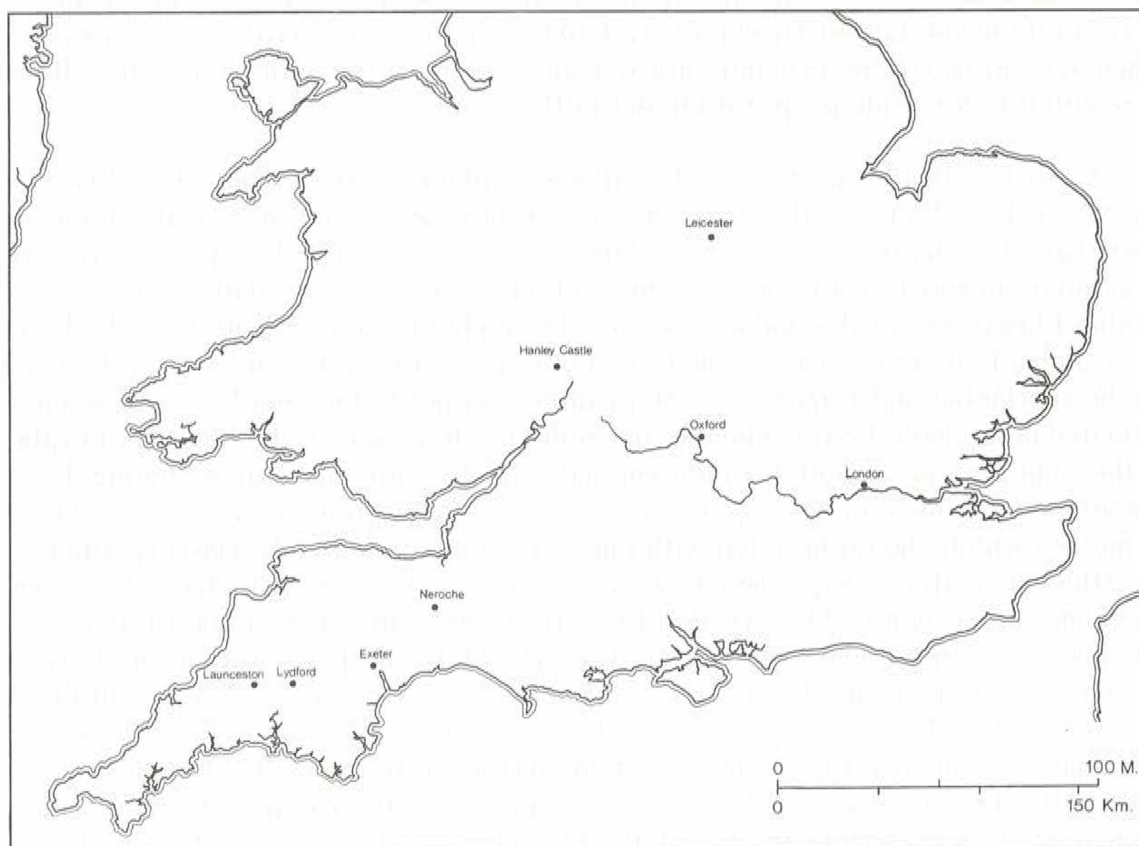 Leicester
Hanley Castle
Oxford
London
Neroche
Exeter
Launceston
Lydford
0 100 M.
0 150 Km.